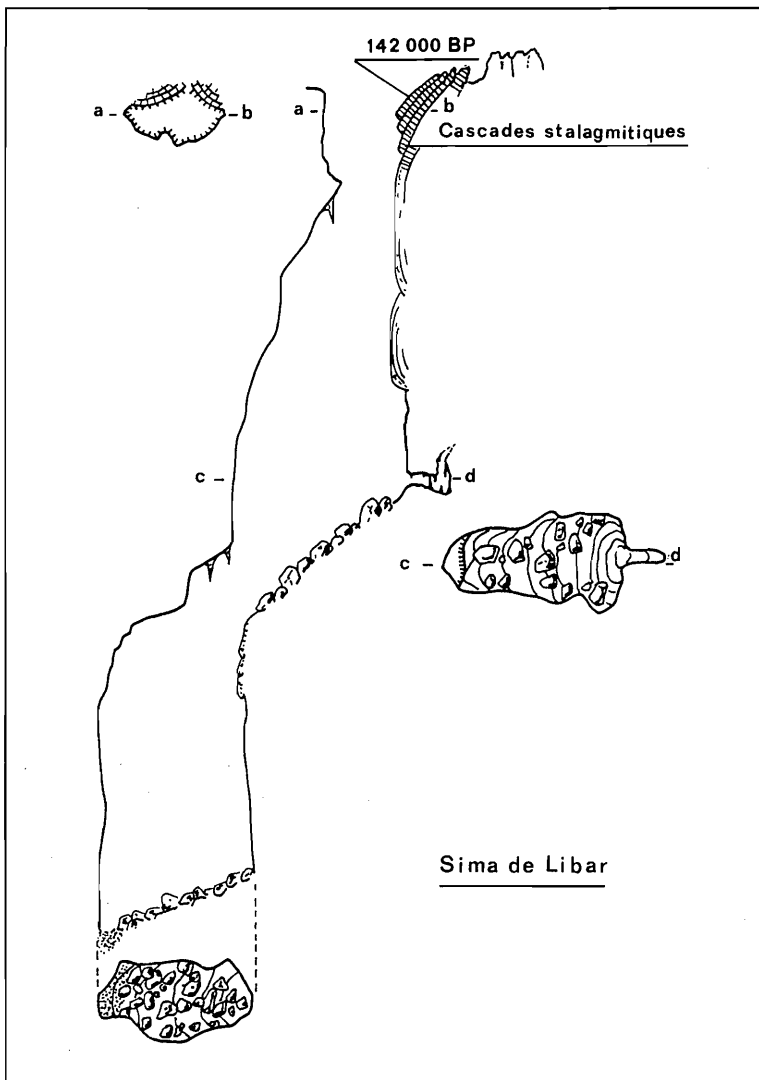 142 000 BP
a b a b
Cascades stalagmitiques
c d
c d
Sima de Libar